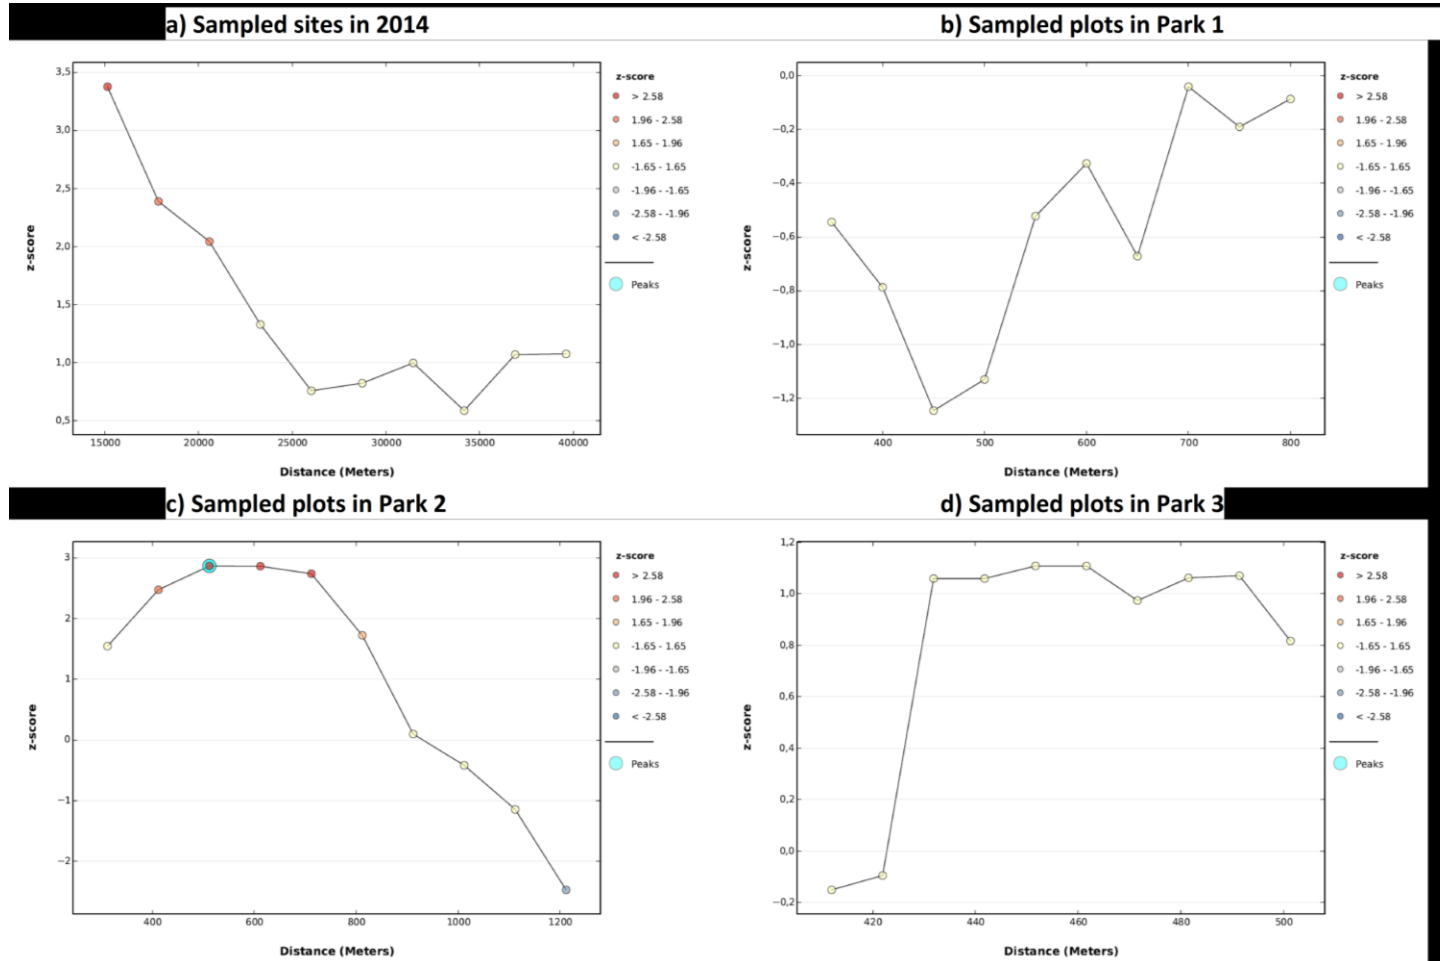 a) Sampled sites in 2014
3,5
3,0
2,5
2,0
1,5
1,0
0,5
z-score
15000 20000 25000 30000 35000 40000
Distance (Meters)
z-score
> 2.58
1.96 - 2.58
1.65 - 1.96
-1.65 - 1.65
-1.96 - -1.65
-2.58 - -1.96
< -2.58
Peaks
b) Sampled plots in Park 1
0,0
−0,2
−0,4
−0,6
−0,8
−1,0
−1,2
z-score
400 500 600 700 800
Distance (Meters)
z-score
> 2.58
1.96 - 2.58
1.65 - 1.96
-1.65 - 1.65
-1.96 - -1.65
-2.58 - -1.96
< -2.58
Peaks
c) Sampled plots in Park 2
3
2
1
0
−1
−2
z-score
400 600 800 1000 1200
Distance (Meters)
z-score
> 2.58
1.96 - 2.58
1.65 - 1.96
-1.65 - 1.65
-1.96 - -1.65
-2.58 - -1.96
< -2.58
Peaks
d) Sampled plots in Park 3
1,2
1,0
0,8
0,6
0,4
0,2
0,0
−0,2
z-score
420 440 460 480 500
Distance (Meters)
z-score
> 2.58
1.96 - 2.58
1.65 - 1.96
-1.65 - 1.65
-1.96 - -1.65
-2.58 - -1.96
< -2.58
Peaks